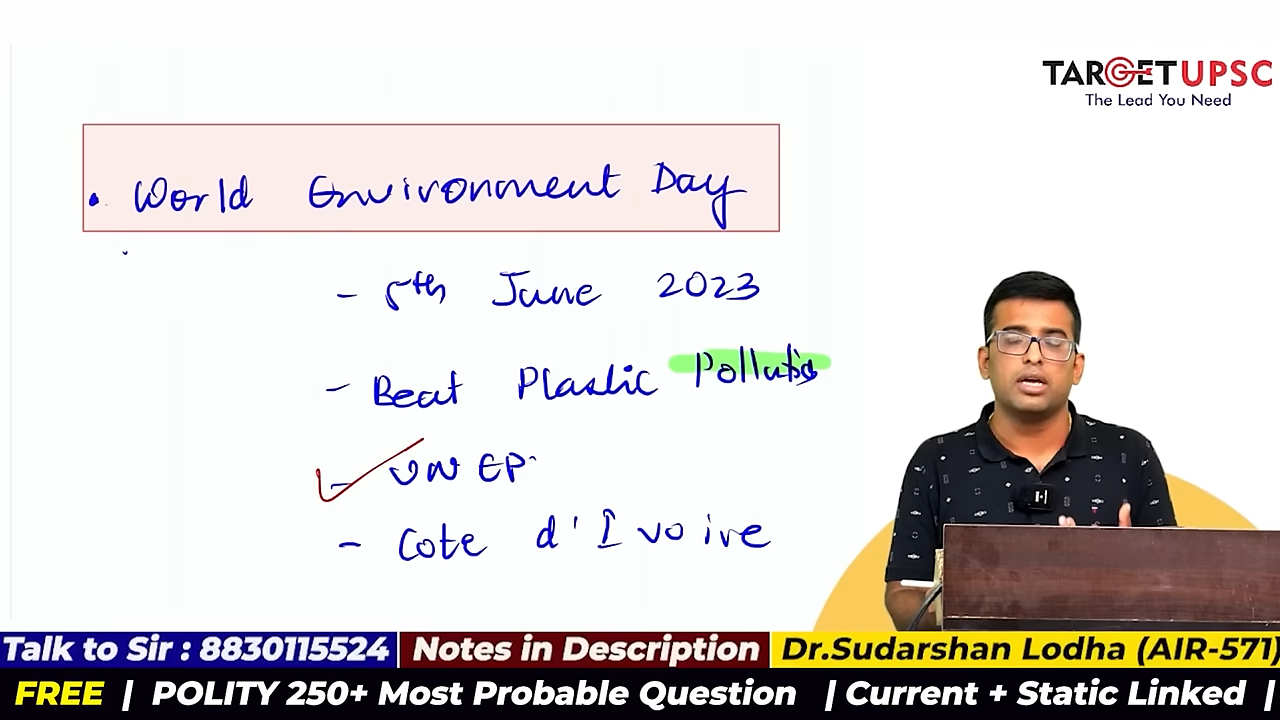 TARGETUPSC
The Lead You Need
• World Environment Day
- 5th June 2023
- Beat Plastic Pollution
- UNEP
- Cote d'Ivoire
Talk to Sir : 8830115524 Notes in Description Dr.Sudarshan Lodha (AIR-571)
FREE | POLITY 250+ Most Probable Question | Current + Static Linked |